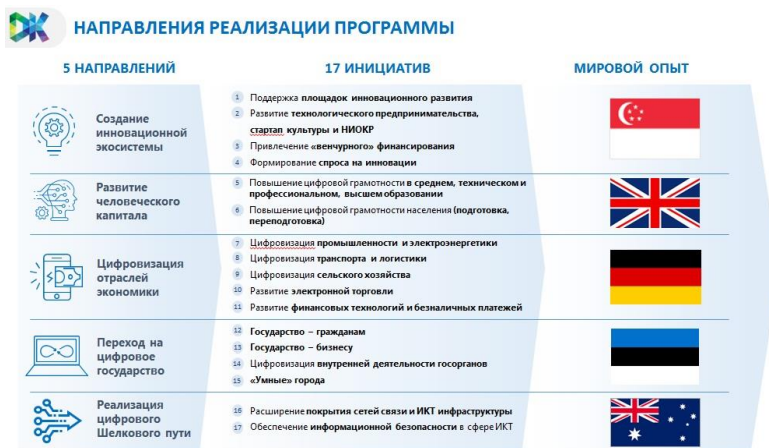 DK
НАПРАВЛЕНИЯ РЕАЛИЗАЦИИ ПРОГРАММЫ
5 НАПРАВЛЕНИЙ
17 ИНИЦИАТИВ
МИРОВОЙ ОПЫТ
Создание
инновационной
экосистемы
1 Поддержка площадок инновационного развития
2 Развитие технологического предпринимательства,
стартап культуры и НИОКР
3 Привлечение «венчурного» финансирования
4 Формирование спроса на инновации
Развитие
человеческого
капитала
5 Повышение цифровой грамотности в среднем, техническом и
профессиональном, высшем образовании
6 Повышение цифровой грамотности населения (подготовка,
переподготовка)
Цифровизация
отраслей
экономики
7 Цифровизация промышленности и электроэнергетики
8 Цифровизация транспорта и логистики
9 Цифровизация сельского хозяйства
10 Развитие электронной торговли
11 Развитие финансовых технологий и безналичных платежей
Переход на
цифровое
государство
12 Государство – гражданам
13 Государство – бизнесу
14 Цифровизация внутренней деятельности госорганов
15 «Умные» города
Реализация
цифрового
Шелкового пути
16 Расширение покрытия сетей связи и ИКТ инфраструктуры
17 Обеспечение информационной безопасности в сфере ИКТ